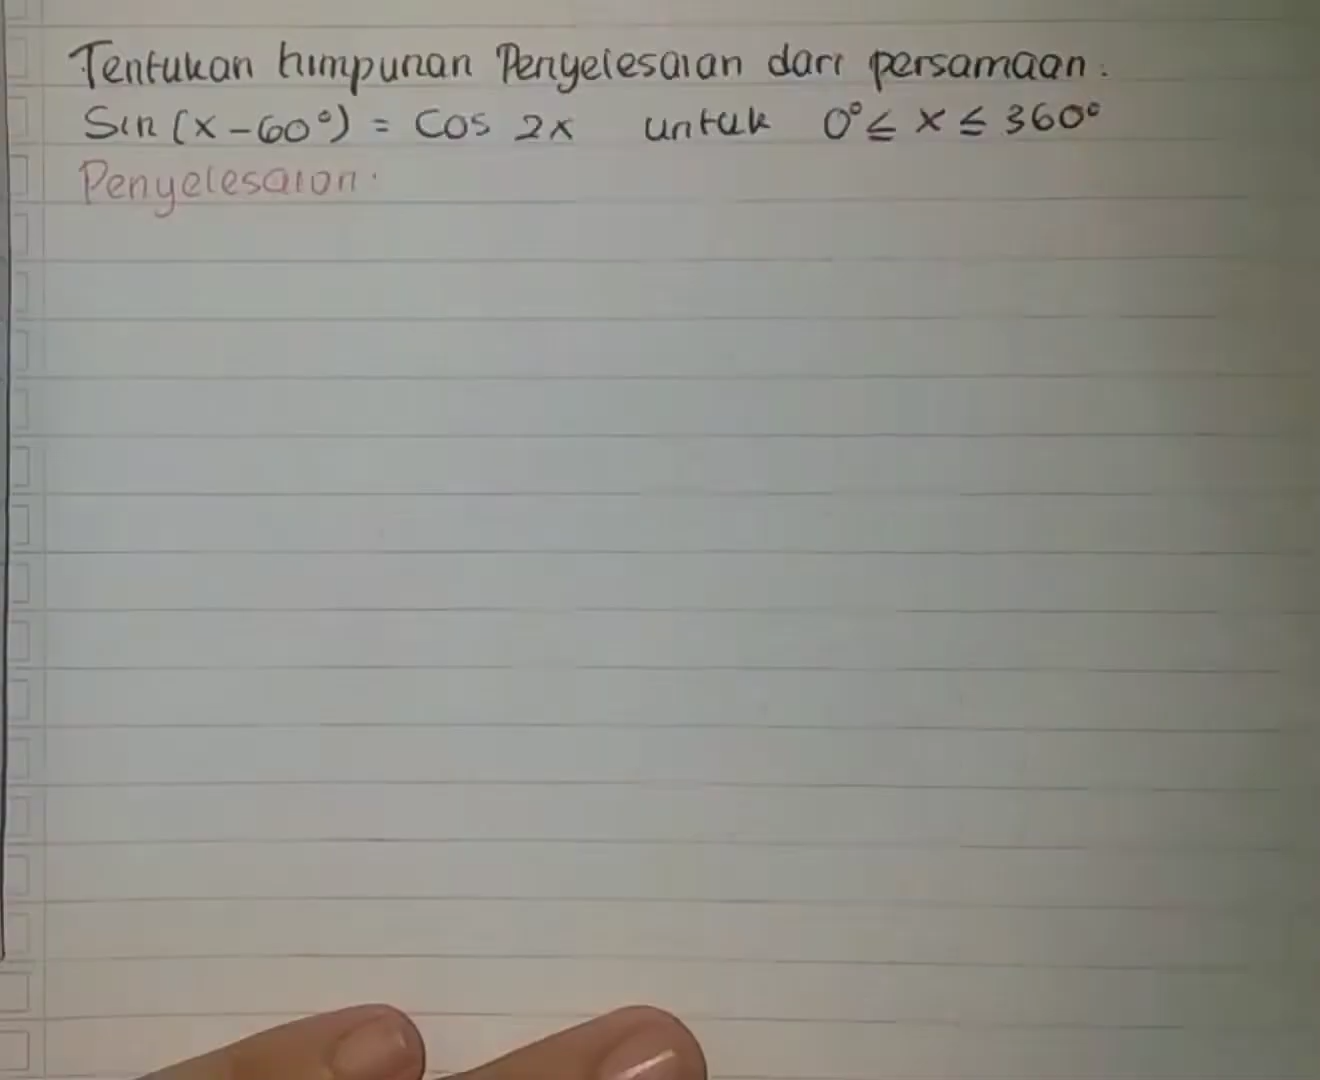 Tentukan himpunan Penyelesaian dari persamaan:
Sin (x - 60°) = Cos 2x untuk 0° ≤ x ≤ 360°
Penyelesaian: